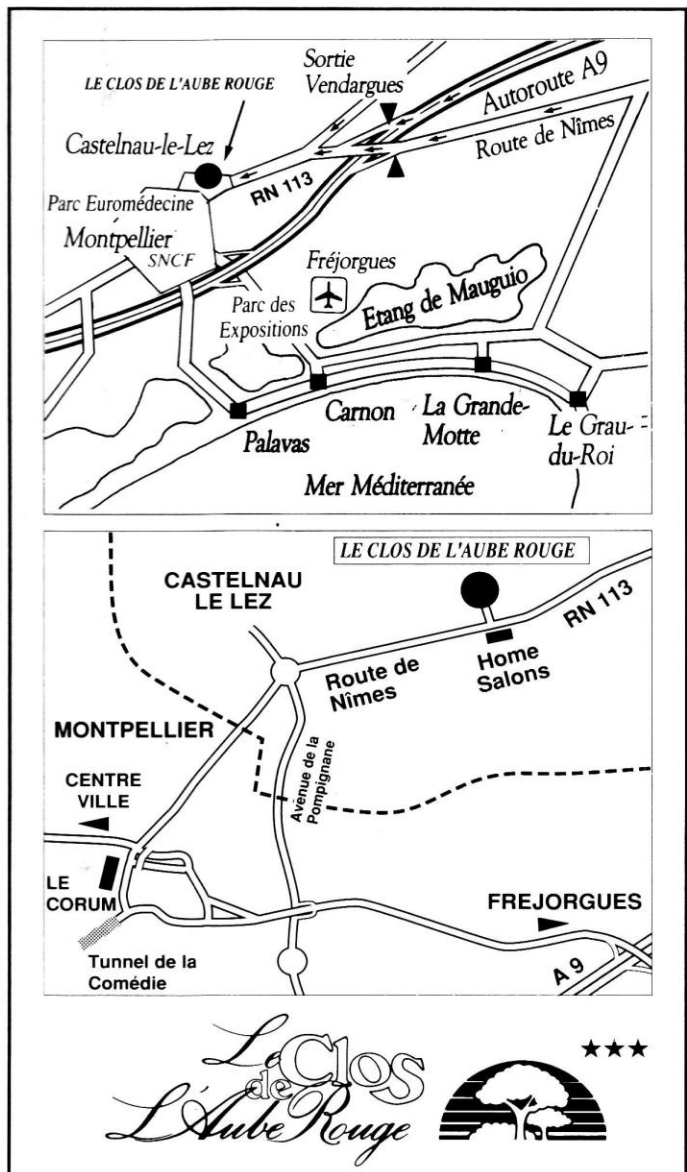 Sortie
Vendargues
LE CLOS DE L'AUBE ROUGE
Autoroute A9
Castelnau-le-Lez
Route de Nîmes
RN 113
Parc Euromédecine
Montpellier
SNCF
Fréjorgues
Etang de Mauguio
Parc des
Expositions
Palavas
Carnon
La Grande-
Motte
Le Grau-
du-Roi
Mer Méditerranée
LE CLOS DE L'AUBE ROUGE
CASTELNAU
LE LEZ
RN 113
Route de
Nîmes
Home
Salons
MONTPELLIER
Avenue de la
Pompignane
CENTRE
VILLE
LE
CORUM
FREJORGUES
Tunnel de la
Comédie
A 9
Le Clos
de
L'Aube Rouge
★★★